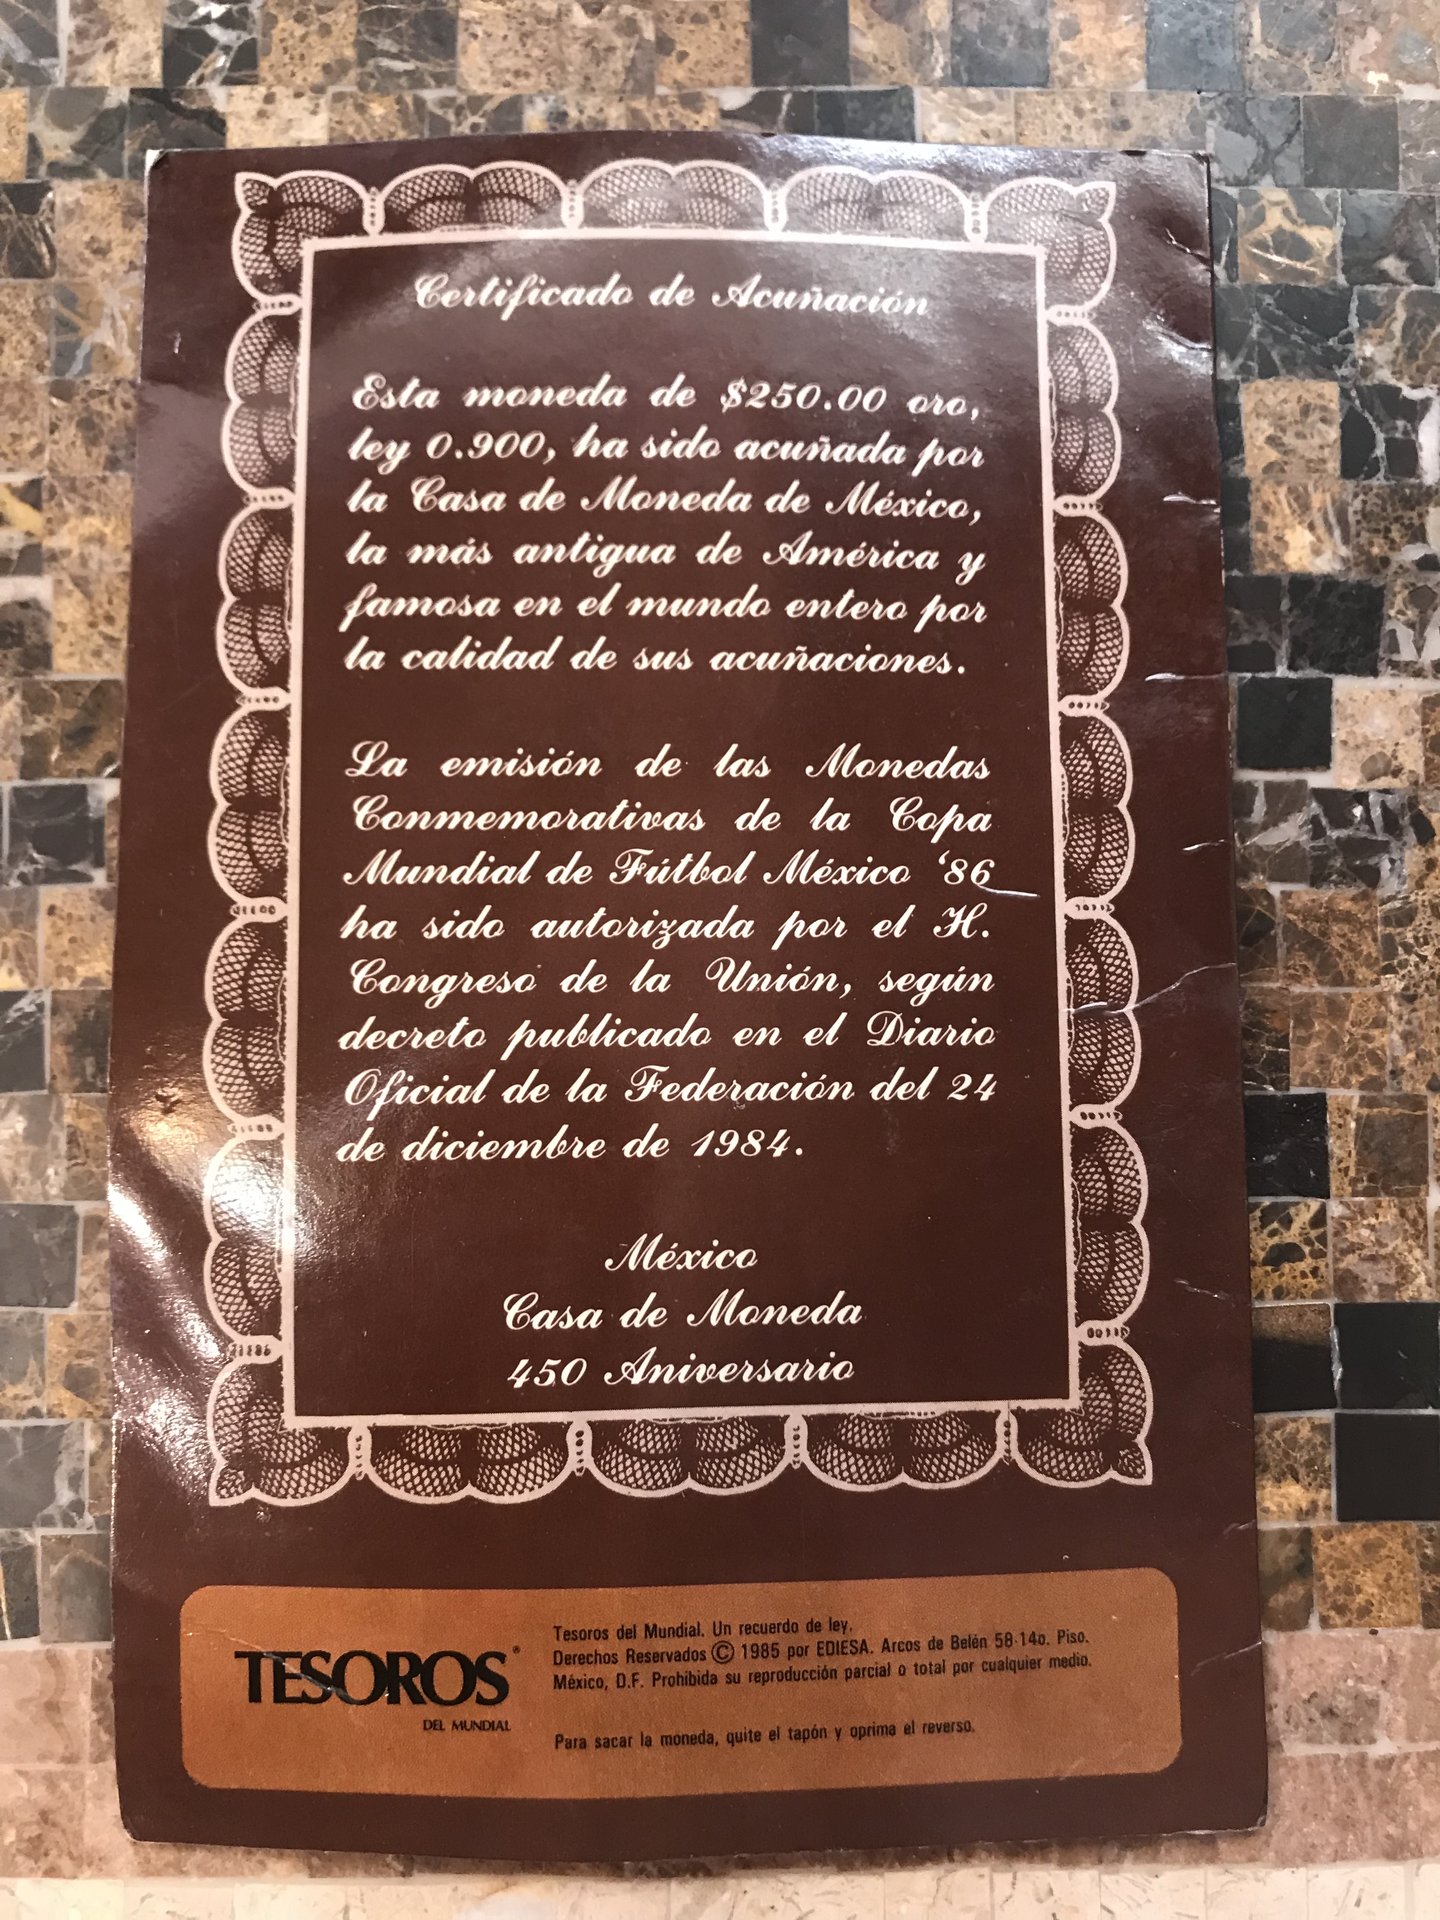 Certificado de Acuñación
Esta moneda de $250.00 oro,
ley 0.900, ha sido acuñada por
la Casa de Moneda de México,
la más antigua de América y
famosa en el mundo entero por
la calidad de sus acuñaciones.
La emisión de las Monedas
Conmemorativas de la Copa
Mundial de Fútbol México '86
ha sido autorizada por el H.
Congreso de la Unión, según
decreto publicado en el Diario
Oficial de la Federación del 24
de diciembre de 1984.
México
Casa de Moneda
450 Aniversario
TESOROS®
DEL MUNDIAL
Tesoros del Mundial. Un recuerdo de ley.
Derechos Reservados © 1985 por EDIESA. Arcos de Belén 58-14o. Piso.
México, D.F. Prohibida su reproducción parcial o total por cualquier medio.
Para sacar la moneda, quite el tapón y oprima el reverso.